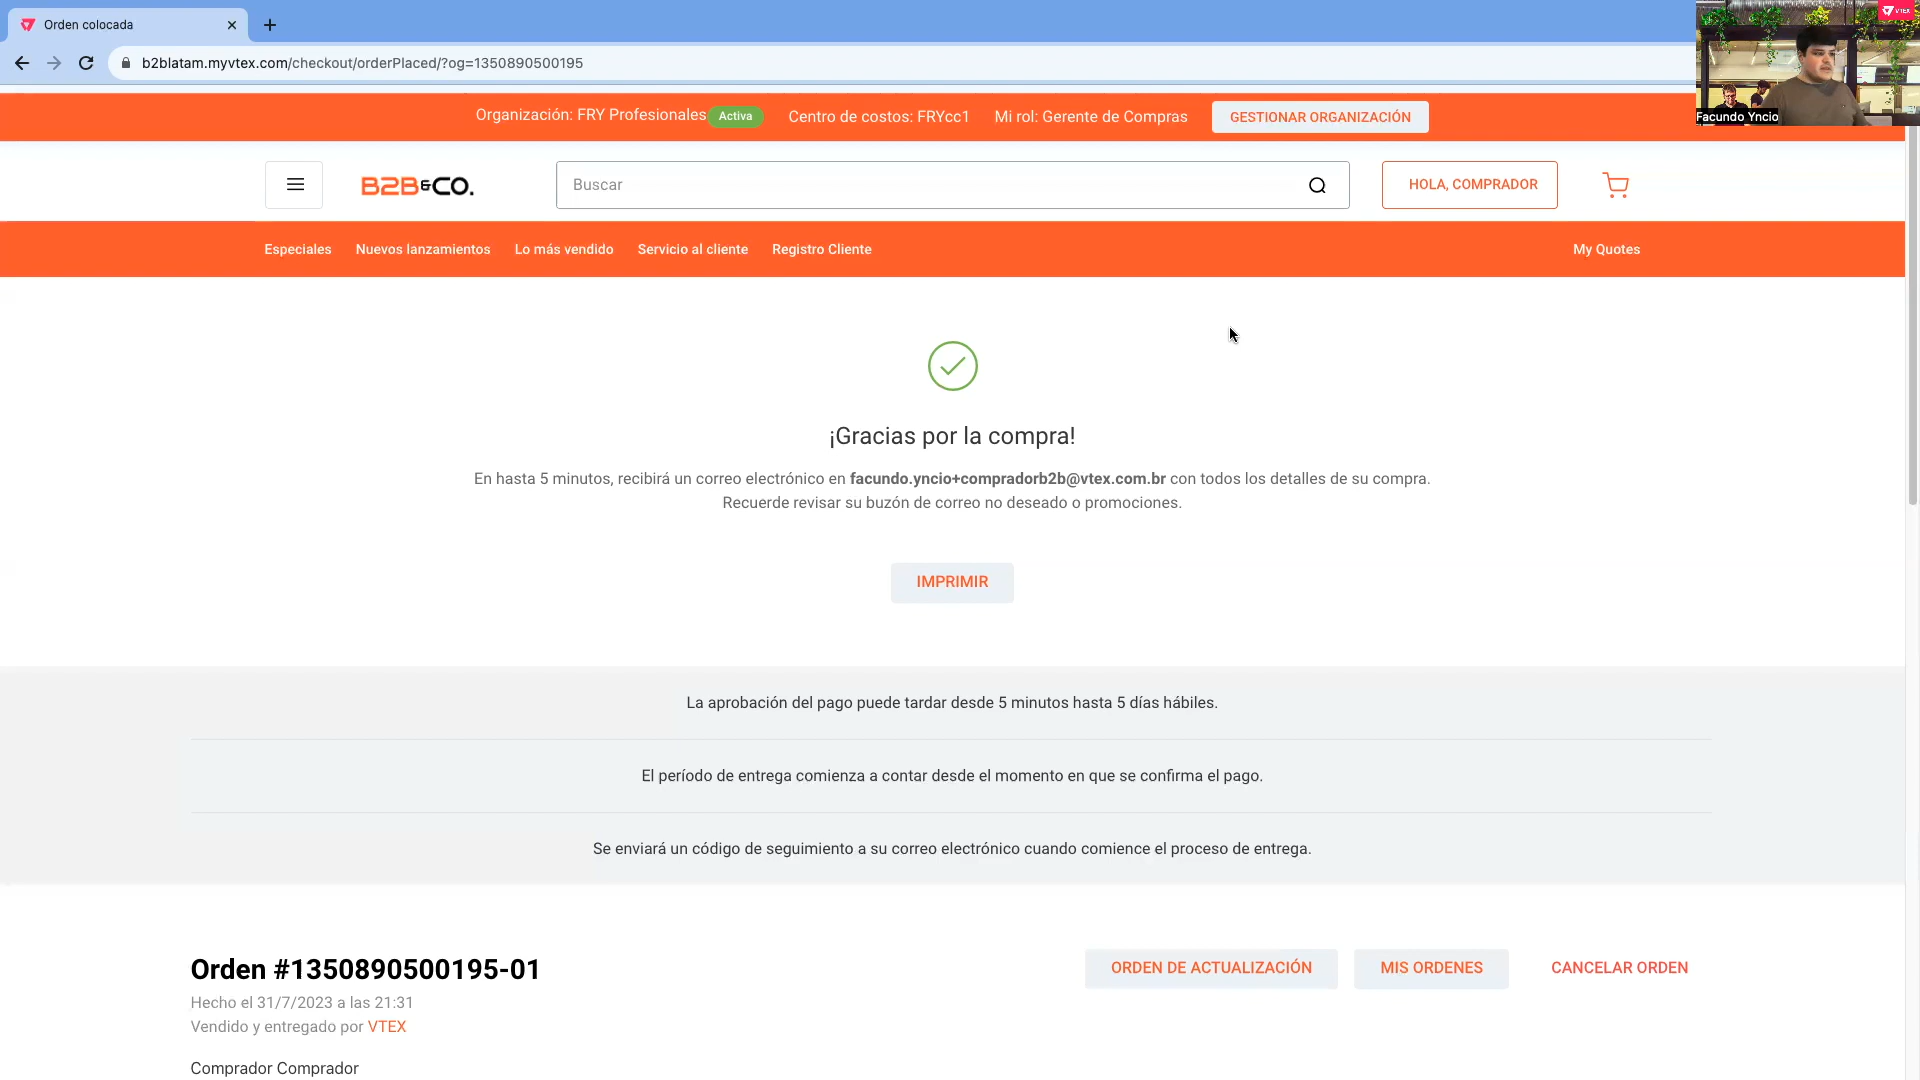 Orden colocada
b2blatam.myvtex.com/checkout/orderPlaced/?og=1350890500195
VTEX
Facundo Yncio
Organización: FRY Profesionales Activa Centro de costos: FRYcc1 Mi rol: Gerente de Compras GESTIONAR ORGANIZACIÓN
B2B&CO. Buscar HOLA, COMPRADOR
Especiales Nuevos lanzamientos Lo más vendido Servicio al cliente Registro Cliente My Quotes
¡Gracias por la compra!
En hasta 5 minutos, recibirá un correo electrónico en facundo.yncio+compradorb2b@vtex.com.br con todos los detalles de su compra.
Recuerde revisar su buzón de correo no deseado o promociones.
IMPRIMIR
La aprobación del pago puede tardar desde 5 minutos hasta 5 días hábiles.
El período de entrega comienza a contar desde el momento en que se confirma el pago.
Se enviará un código de seguimiento a su correo electrónico cuando comience el proceso de entrega.
Orden #1350890500195-01 ORDEN DE ACTUALIZACIÓN MIS ORDENES CANCELAR ORDEN
Hecho el 31/7/2023 a las 21:31
Vendido y entregado por VTEX
Comprador Comprador